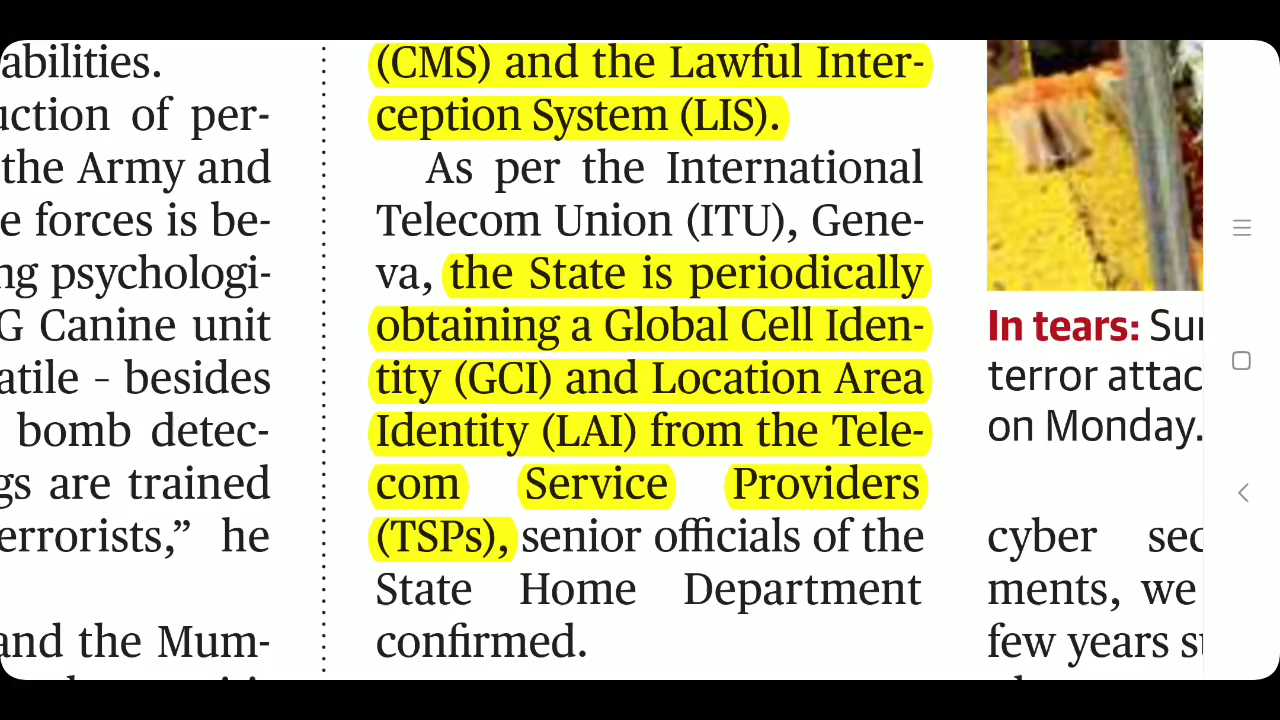 abilities.
uction of per-
the Army and
e forces is be-
ng psychologi-
G Canine unit
atile – besides
bomb detec-
gs are trained
errorists,” he
and the Mum-
(CMS) and the Lawful Inter-
ception System (LIS).
As per the International
Telecom Union (ITU), Gene-
va, the State is periodically
obtaining a Global Cell Iden-
tity (GCI) and Location Area
Identity (LAI) from the Tele-
com Service Providers
(TSPs), senior officials of the
State Home Department
confirmed.
In tears: Sur
terror attac
on Monday.
cyber sec
ments, we
few years su